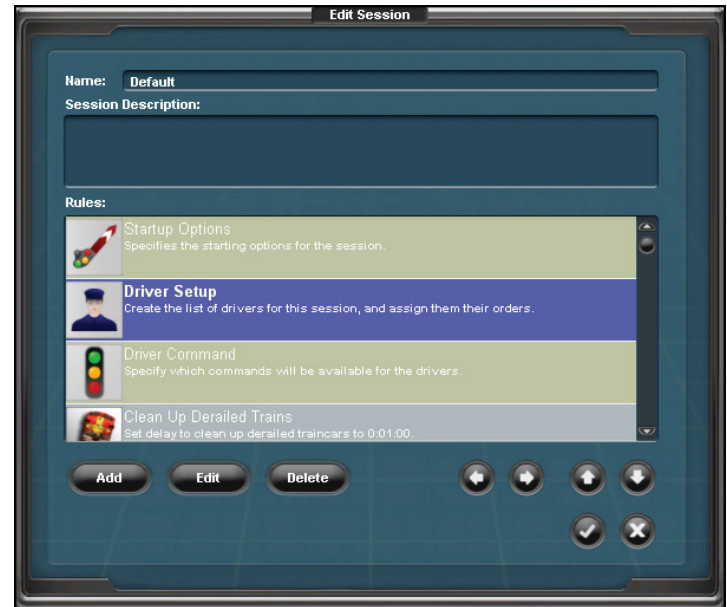 Edit Session
Name: Default
Session Description:
Rules:
Startup Options
Specifies the starting options for the session.
Driver Setup
Create the list of drivers for this session, and assign them their orders.
Driver Command
Specify which commands will be available for the drivers.
Clean Up Derailed Trains
Set delay to clean up derailed traincars to 0:01:00.
Add Edit Delete